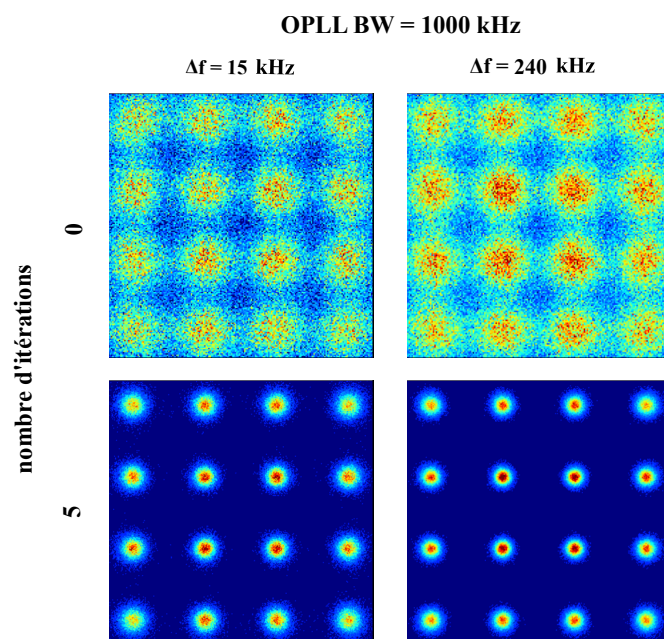 OPLL BW = 1000 kHz
Δf = 15 kHz
Δf = 240 kHz
nombre d'itérations
0
5